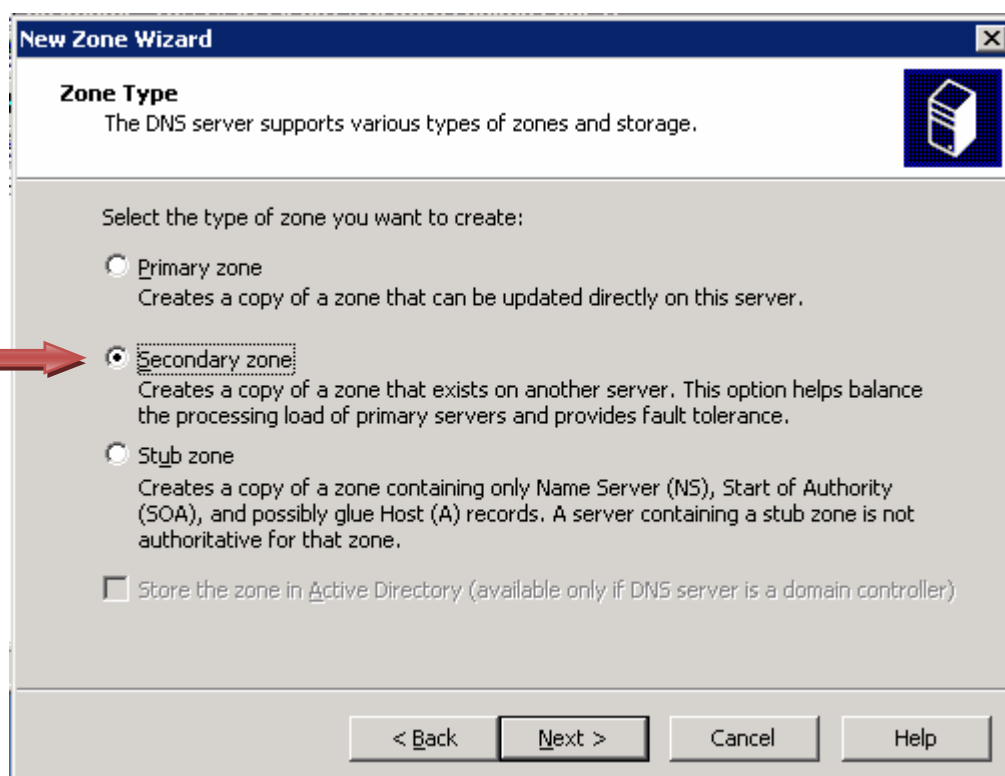 New Zone Wizard
Zone Type
The DNS server supports various types of zones and storage.
Select the type of zone you want to create:
Primary zone
Creates a copy of a zone that can be updated directly on this server.
Secondary zone
Creates a copy of a zone that exists on another server. This option helps balance
the processing load of primary servers and provides fault tolerance.
Stub zone
Creates a copy of a zone containing only Name Server (NS), Start of Authority
(SOA), and possibly glue Host (A) records. A server containing a stub zone is not
authoritative for that zone.
Store the zone in Active Directory (available only if DNS server is a domain controller)
< Back Next > Cancel Help